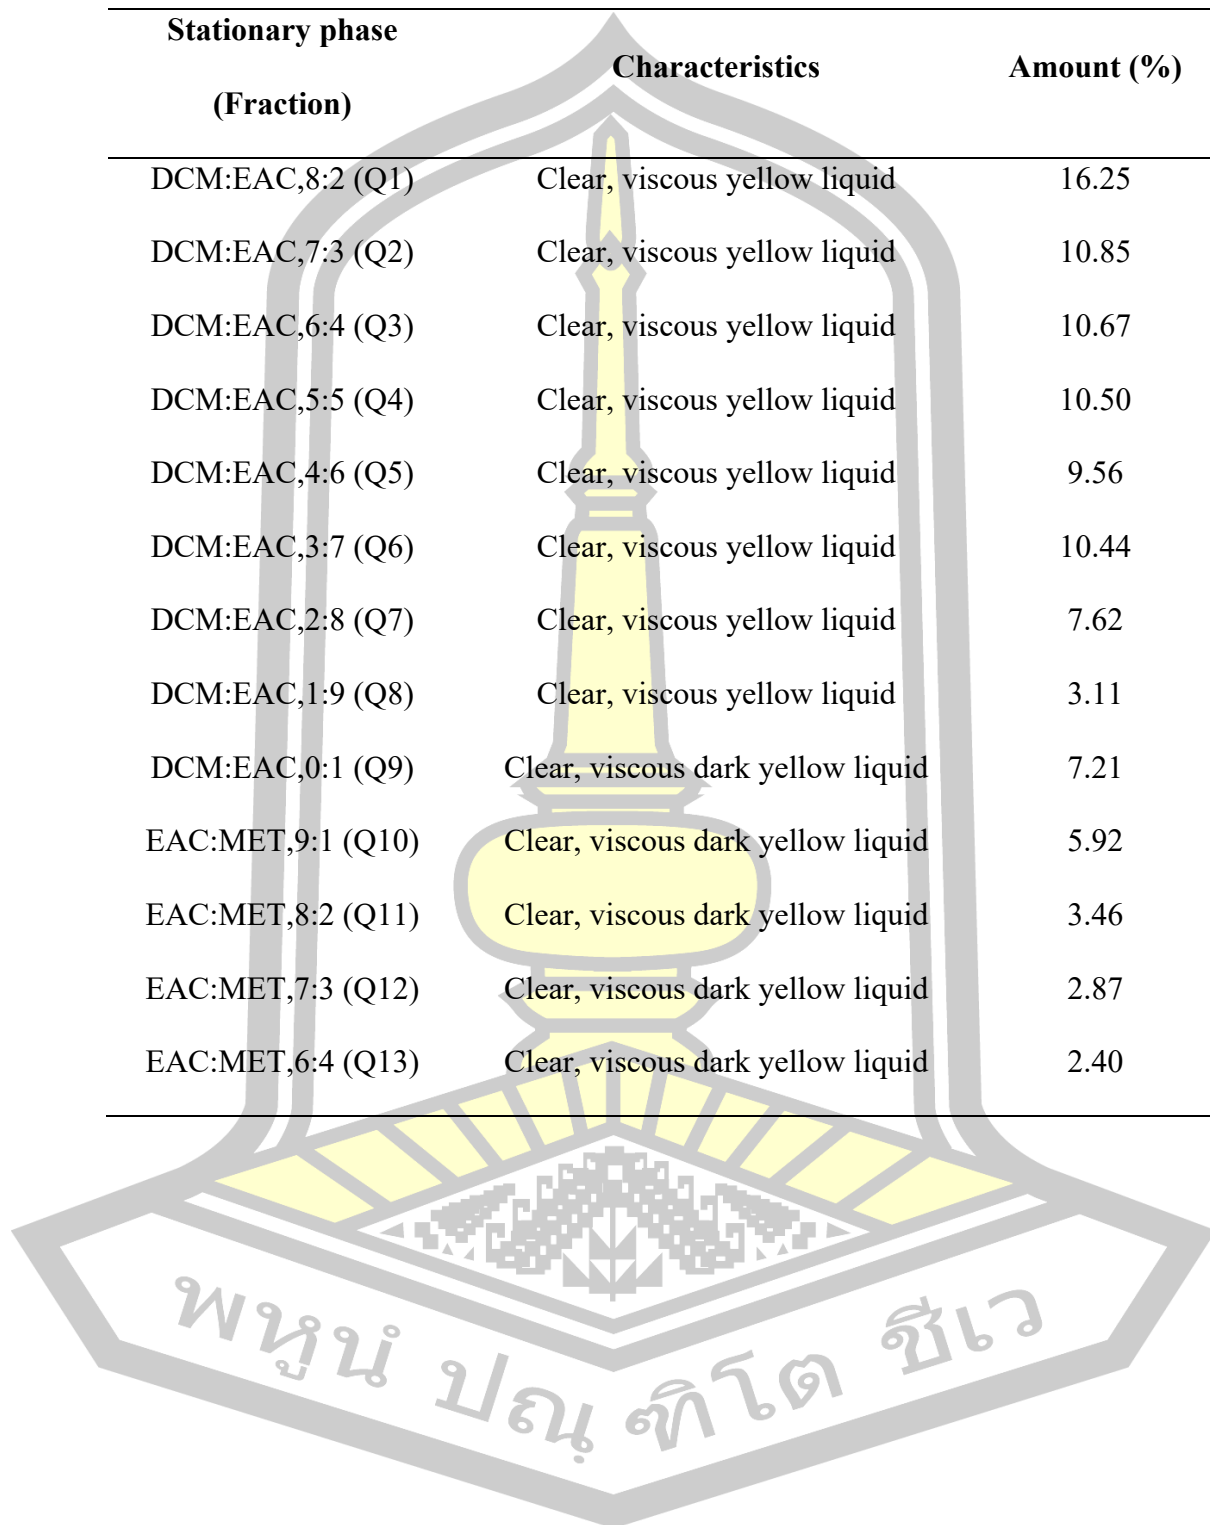 Stationary phase (Fraction) Characteristics Amount (%)
DCM:EAC,8:2 (Q1) Clear, viscous yellow liquid 16.25
DCM:EAC,7:3 (Q2) Clear, viscous yellow liquid 10.85
DCM:EAC,6:4 (Q3) Clear, viscous yellow liquid 10.67
DCM:EAC,5:5 (Q4) Clear, viscous yellow liquid 10.50
DCM:EAC,4:6 (Q5) Clear, viscous yellow liquid 9.56
DCM:EAC,3:7 (Q6) Clear, viscous yellow liquid 10.44
DCM:EAC,2:8 (Q7) Clear, viscous yellow liquid 7.62
DCM:EAC,1:9 (Q8) Clear, viscous yellow liquid 3.11
DCM:EAC,0:1 (Q9) Clear, viscous dark yellow liquid 7.21
EAC:MET,9:1 (Q10) Clear, viscous dark yellow liquid 5.92
EAC:MET,8:2 (Q11) Clear, viscous dark yellow liquid 3.46
EAC:MET,7:3 (Q12) Clear, viscous dark yellow liquid 2.87
EAC:MET,6:4 (Q13) Clear, viscous dark yellow liquid 2.40
พหูนํ ปณฺ ฑิโต ชีเว